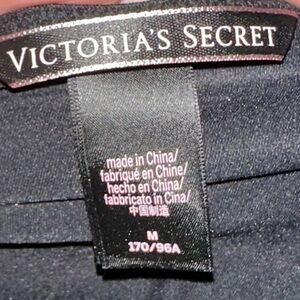 VICTORIA'S SECRET
made in China/
fabriqué en Chine/
hecho en China/
fabbricato in Cina/
中国制造
M
170/96A